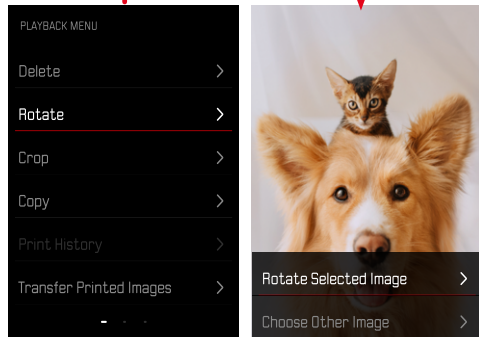 PLAYBACK MENU
Delete
Rotate
Crop
Copy
Print History
Transfer Printed Images
Rotate Selected Image
Choose Other Image